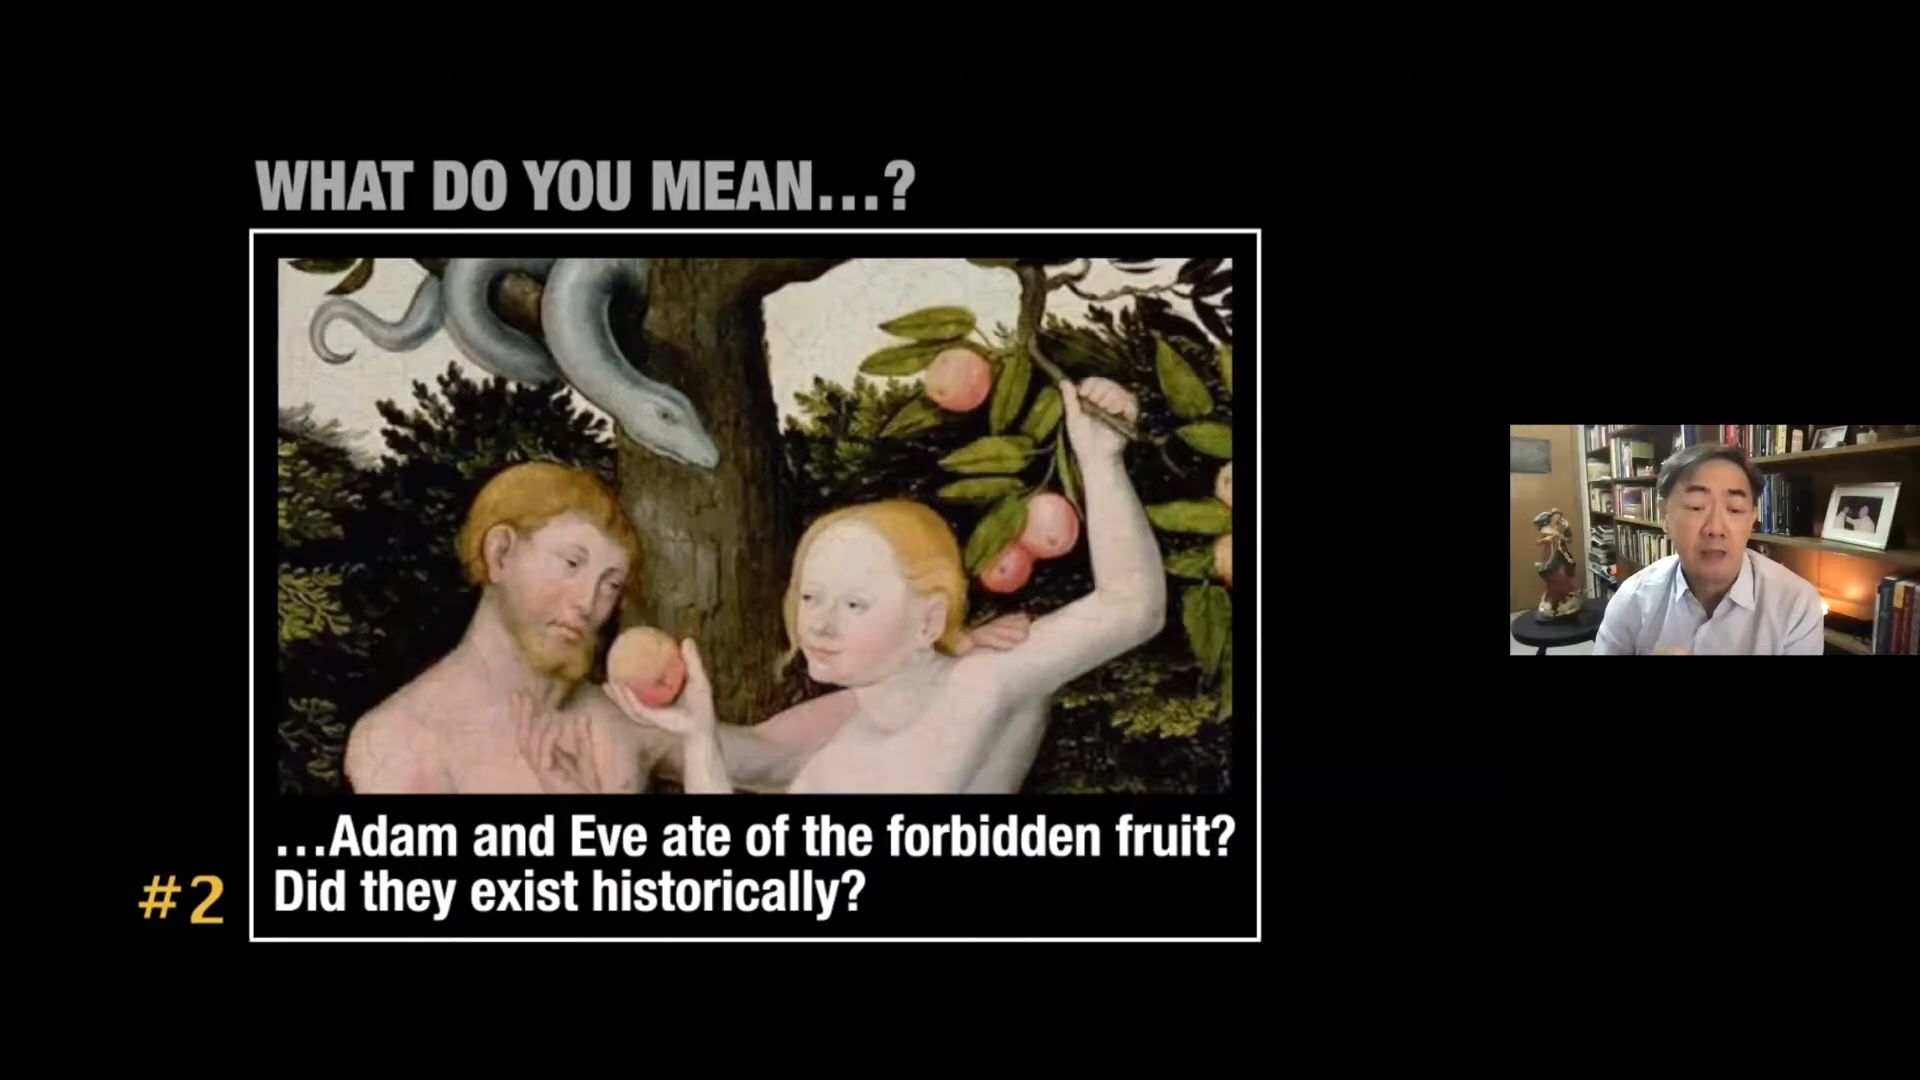 WHAT DO YOU MEAN...?
...Adam and Eve ate of the forbidden fruit?
Did they exist historically?
#2